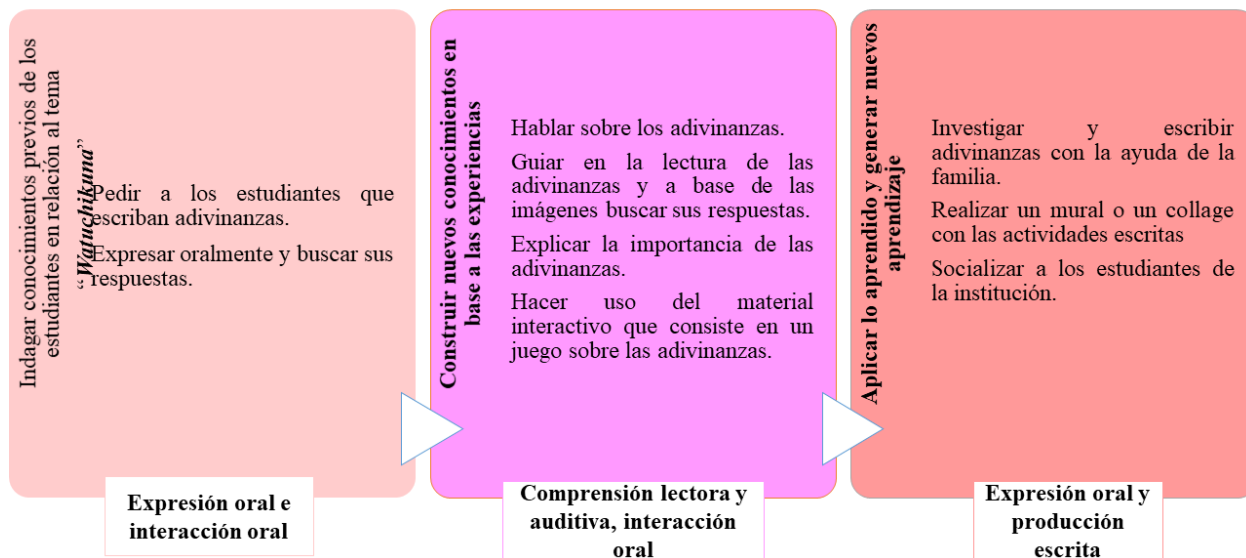 Indagar conocimientos previos de los
estudiantes en relación al tema
“Watuchikuna”
Pedir a los estudiantes que
escriban adivinanzas.
Expresar oralmente y buscar sus
respuestas.
Expresión oral e
interacción oral
Construir nuevos conocimientos en
base a las experiencias
Hablar sobre los adivinanzas.
Guiar en la lectura de las
adivinanzas y a base de las
imágenes buscar sus respuestas.
Explicar la importancia de las
adivinanzas.
Hacer uso del material
interactivo que consiste en un
juego sobre las adivinanzas.
Comprensión lectora y
auditiva, interacción
oral
Aplicar lo aprendido y generar nuevos
aprendizaje
Investigar y escribir
adivinanzas con la ayuda de la
familia.
Realizar un mural o un collage
con las actividades escritas
Socializar a los estudiantes de
la institución.
Expresión oral y
producción
escrita